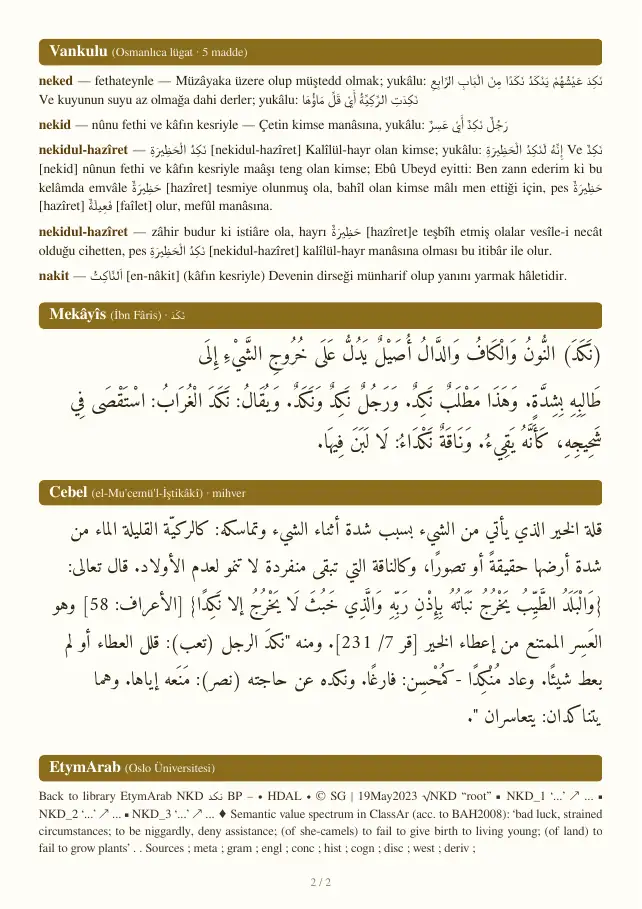 Vankulu (Osmanlıca lügat · 5 madde)
neked — fethateynle — Müzâyaka üzere olup müştedd olmak; yukâlu: نَكِدَ عَيْشُهُمْ يَنْكَدُ نَكَدًا مِنَ الْبَابِ الرَّابِعِ
Ve kuyunun suyu az olmağa dahi derler; yukâlu: نَكِدَتِ الرَّكِيَّةُ أَيْ قَلَّ مَاؤُهَا
nekid — nûnu fethi ve kâfın kesriyle — Çetin kimse manâsına, yukâlu: رَجُلٌ نَكِدٌ أَيْ عَسِرٌ
nekidul-hazîret — نَكِدُ الْحَظِيرَةِ [nekidul-hazîret] Kalîlül-hayr olan kimse; yukâlu: إِنَّهُ لَنَكِدُ الْحَظِيرَةِ Ve نَكِدٌ
[nekid] nûnun fethi ve kâfın kesriyle maâşı teng olan kimse; Ebû Ubeyd eyitti: Ben zann ederim ki bu
kelâmda emvâle حَظِيرَةٌ [hazîret] tesmiye olunmuş ola, bahîl olan kimse mâlı men ettiği için, pes حَظِيرَةٌ
[hazîret] فَعِيلَةٌ [faîlet] olur, mefûl manâsına.
nekidul-hazîret — zâhir budur ki istiâre ola, hayrı حَظِيرَةٌ [hazîret]e teşbîh etmiş olalar vesîle-i necât
olduğu cihetten, pes نَكِدُ الْحَظِيرَةِ [nekidul-hazîret] kalîlül-hayr manâsına olması bu itibâr ile olur.
nakit — اَلنَّاكِتُ [en-nâkit] (kâfın kesriyle) Devenin dirseği münharif olup yanını yarmak hâletidir.
Mekâyîs (İbn Fâris) · نَكَدَ
(نَكَدَ) النُّونُ وَالْكَافُ وَالدَّالُ أُصَيْلٌ يَدُلُّ عَلَى خُرُوجِ الشَّيْءِ إِلَى
طَالِبِهِ بِشِدَّةٍ. وَهَذَا مَطْلَبٌ نَكِدٌ. وَرَجُلٌ نَكِدٌ وَنَكَدٌ. وَيُقَالُ: نَكَدَ الْغُرَابُ: اسْتَقْصَى فِي
شَحِيجِهِ، كَأَنَّهُ يَقِيءُ. وَنَاقَةٌ نَكْدَاءُ: لَا لَبَنَ فِيهَا.
Cebel (el-Mu'cemü'l-İştikâkî) · mihver
قلة الخير الذي يأتي من الشيء بسبب شدة أثناء الشيء وتماسكه: كالركيّة القليلة الماء من
شدة أرضها حقيقةً أو تصورًا، وكالناقة التي تبقى منفردة لا تنمو لعدم الأولاد. قال تعالى:
{وَالْبَلَدُ الطَّيِّبُ يَخْرُجُ نَبَاتُهُ بِإِذْنِ رَبِّهِ وَالَّذِي خَبُثَ لَا يَخْرُجُ إلا نَكِدًا} [الأعراف: 58] وهو
العَسِر الممتنع من إعطاء الخير [قر 7/ 231]. ومنه "نكدَ الرجل (تعب): قلل العطاء أو لم
يعط شيئًا. وعاد مُنْكِدًا -كمُحْسِن: فارغًا. ونكده عن حاجته (نصر): مَنَعه إياها. وهما
يتناكدان: يتعاسران ".
EtymArab (Oslo Üniversitesi)
Back to library EtymArab NKD نكد BP – • HDAL • © SG | 19May2023 √NKD “root” ▪ NKD_1 ‘...’ ↗ ... ▪
NKD_2 ‘...’ ↗ ... ▪ NKD_3 ‘...’ ↗ ... ♦ Semantic value spectrum in ClassAr (acc. to BAH2008): ‘bad luck, strained
circumstances; to be niggardly, deny assistance; (of she-camels) to fail to give birth to living young; (of land) to
fail to grow plants’ . . Sources ; meta ; gram ; engl ; conc ; hist ; cogn ; disc ; west ; deriv ;
2 / 2